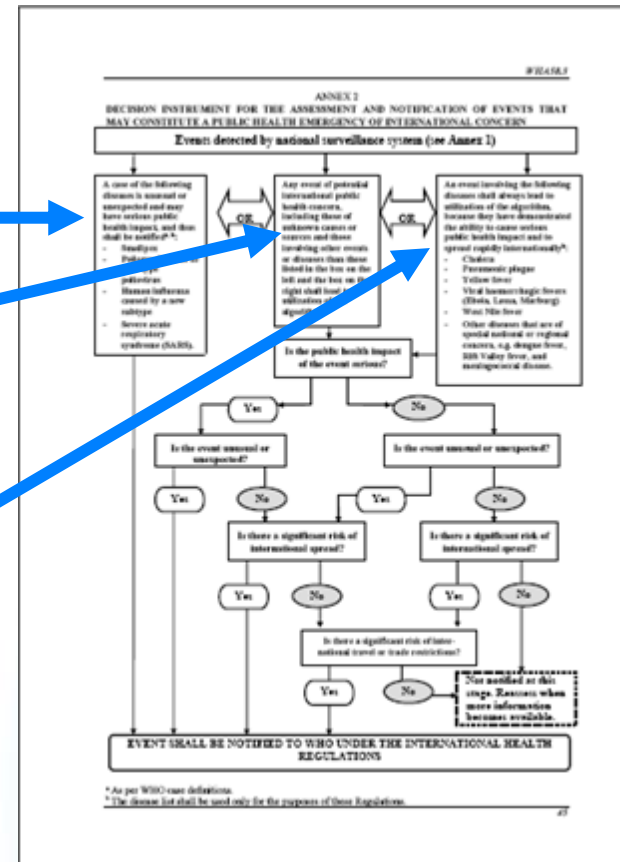 WHA58.3
ANNEX 2
DECISION INSTRUMENT FOR THE ASSESSMENT AND NOTIFICATION OF EVENTS THAT
MAY CONSTITUTE A PUBLIC HEALTH EMERGENCY OF INTERNATIONAL CONCERN
Events detected by national surveillance system (see Annex 1)
A case of the following
diseases is unusual or
unexpected and may
have serious public
health impact, and thus
shall be notified a, b:
- Smallpox
poliovirus
- Human influenza
caused by a new
subtype
- Severe acute
respiratory
syndrome (SARS).
OR
Any event of potential
international public
health concern,
including those of
unknown causes or
sources and those
involving other events
or diseases than those
listed in the box on the
left and the box on the
right shall lead to
utilization of
OR
An event involving the following
diseases shall always lead to
utilization of the algorithm,
because they have demonstrated
the ability to cause serious
public health impact and to
spread rapidly internationally b:
- Cholera
- Pneumonic plague
- Yellow fever
- Viral haemorrhagic fevers
(Ebola, Lassa, Marburg)
- West Nile fever
- Other diseases that are of
special national or regional
concern, e.g. dengue fever,
Rift Valley fever, and
meningococcal disease.
Is the public health impact
of the event serious?
Yes
No
Is the event unusual or
unexpected?
Is the event unusual or unexpected?
Yes
No
Yes
No
Is there a significant risk of
international spread?
Is there a significant risk of
international spread?
Yes
No
Yes
No
Is there a significant risk of inter-
national travel or trade restrictions?
Yes
No
Not notified at this
stage. Reassess when
more information
becomes available.
EVENT SHALL BE NOTIFIED TO WHO UNDER THE INTERNATIONAL HEALTH
REGULATIONS
a As per WHO case definitions.
b The disease list shall be used only for the purposes of these Regulations.